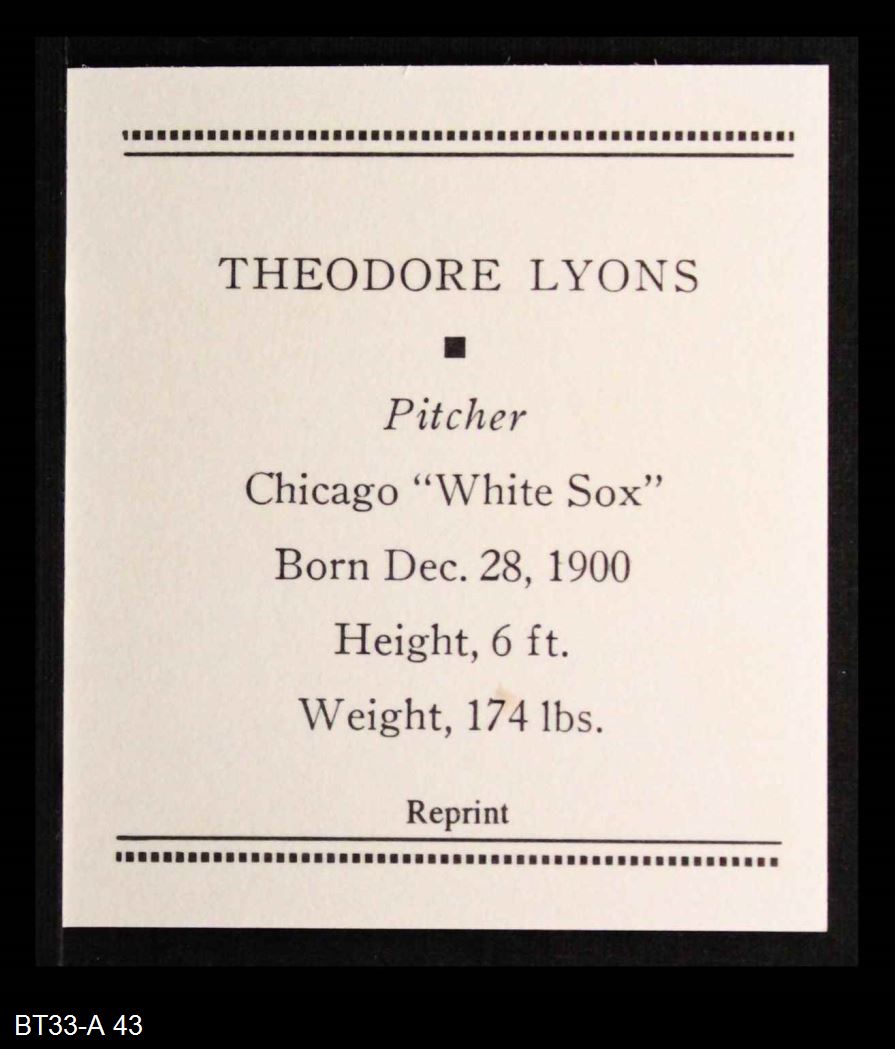 THEODORE LYONS
Pitcher
Chicago “White Sox”
Born Dec. 28, 1900
Height, 6 ft.
Weight, 174 lbs.
Reprint
BT33-A 43